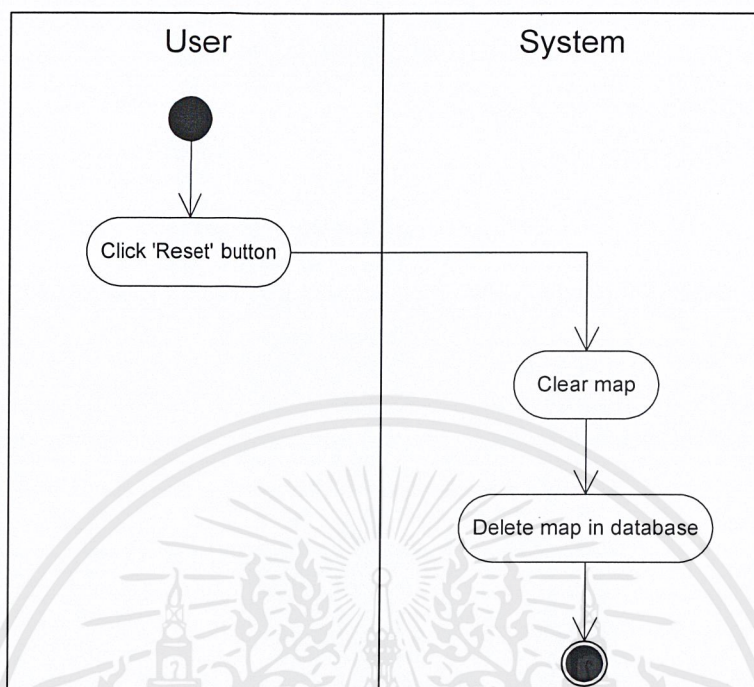 User
System
Click 'Reset' button
Clear map
Delete map in database